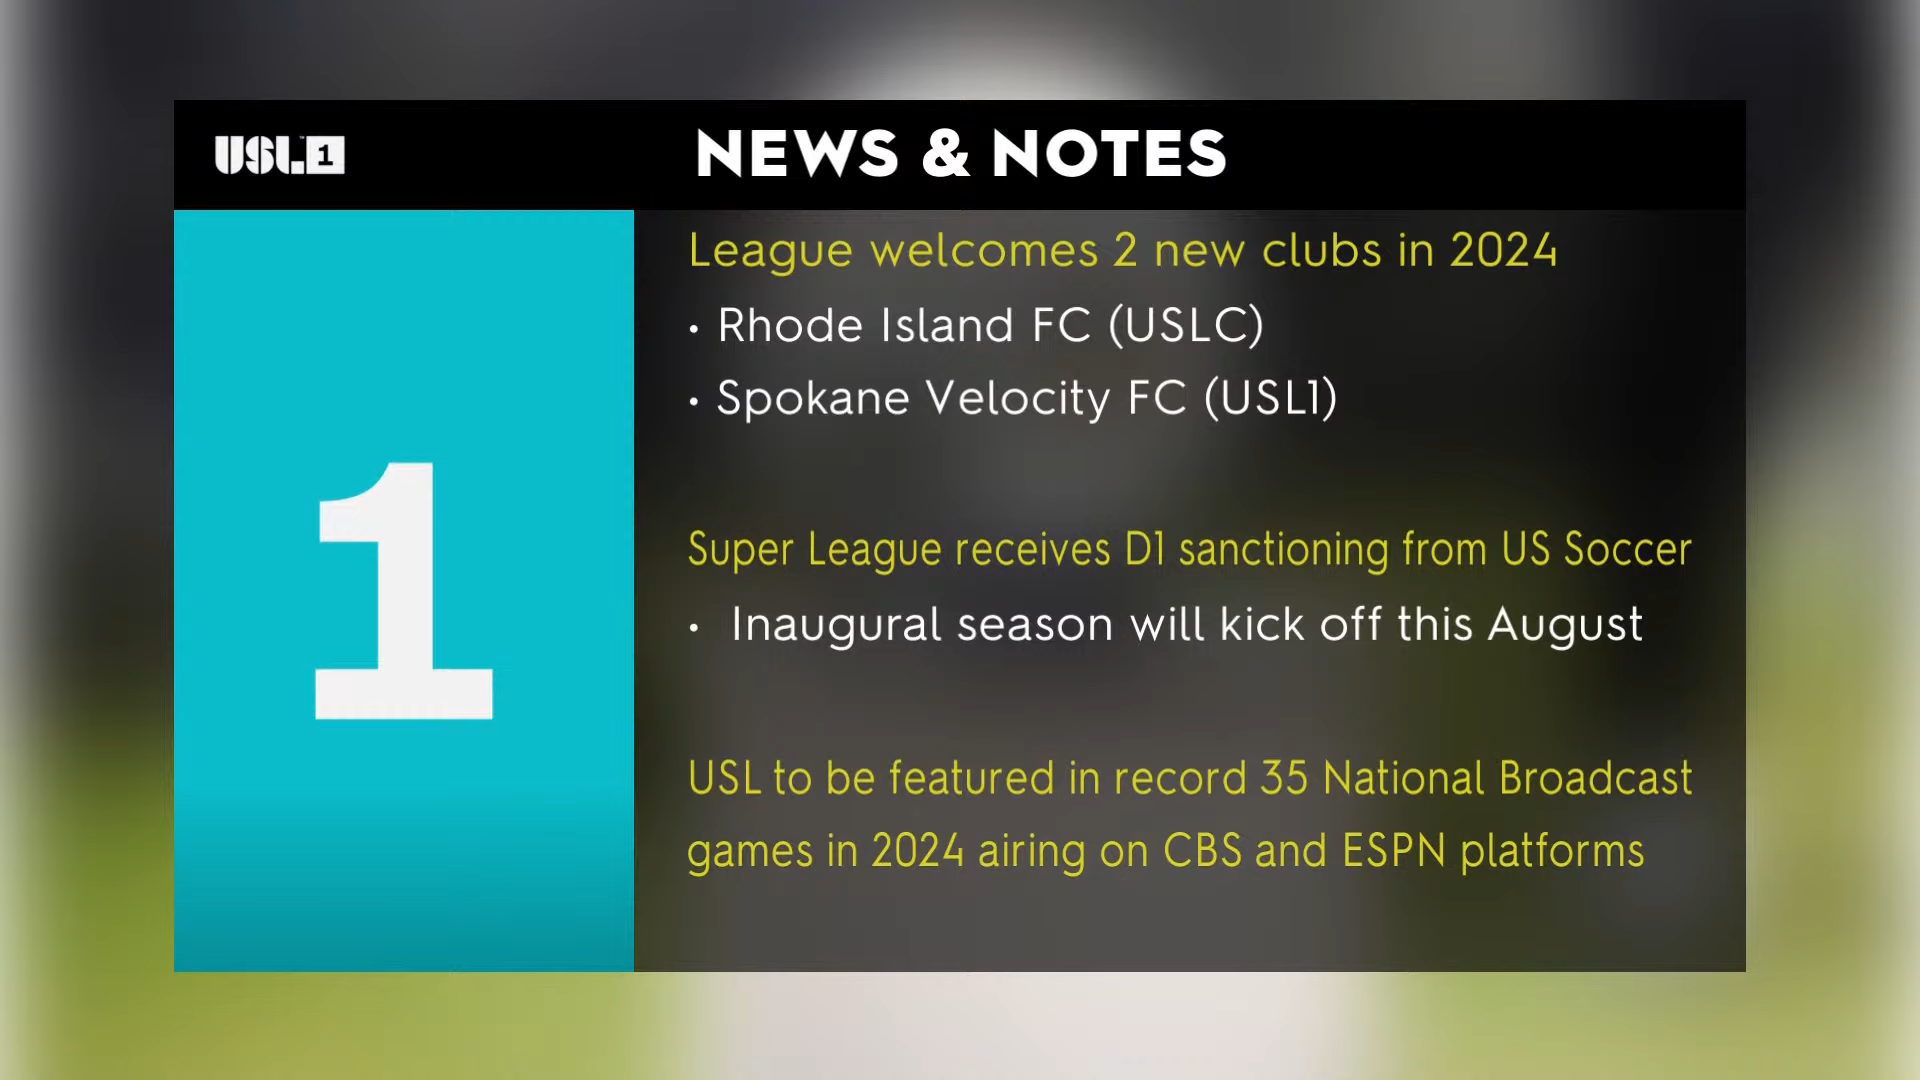 USL1
NEWS & NOTES
1
League welcomes 2 new clubs in 2024
• Rhode Island FC (USLC)
• Spokane Velocity FC (USL1)
Super League receives D1 sanctioning from US Soccer
• Inaugural season will kick off this August
USL to be featured in record 35 National Broadcast
games in 2024 airing on CBS and ESPN platforms